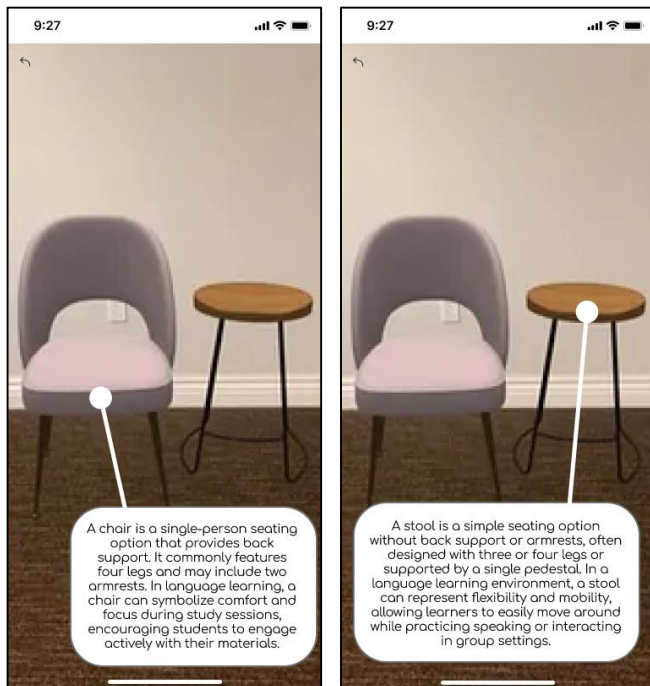 9:27
A chair is a single-person seating
option that provides back
support. It commonly features
four legs and may include two
armrests. In language learning, a
chair can symbolize comfort and
focus during study sessions,
encouraging students to engage
actively with their materials.
9:27
A stool is a simple seating option
without back support or armrests, often
designed with three or four legs or
supported by a single pedestal. In a
language learning environment, a stool
can represent flexibility and mobility,
allowing learners to easily move around
while practicing speaking or interacting
in group settings.